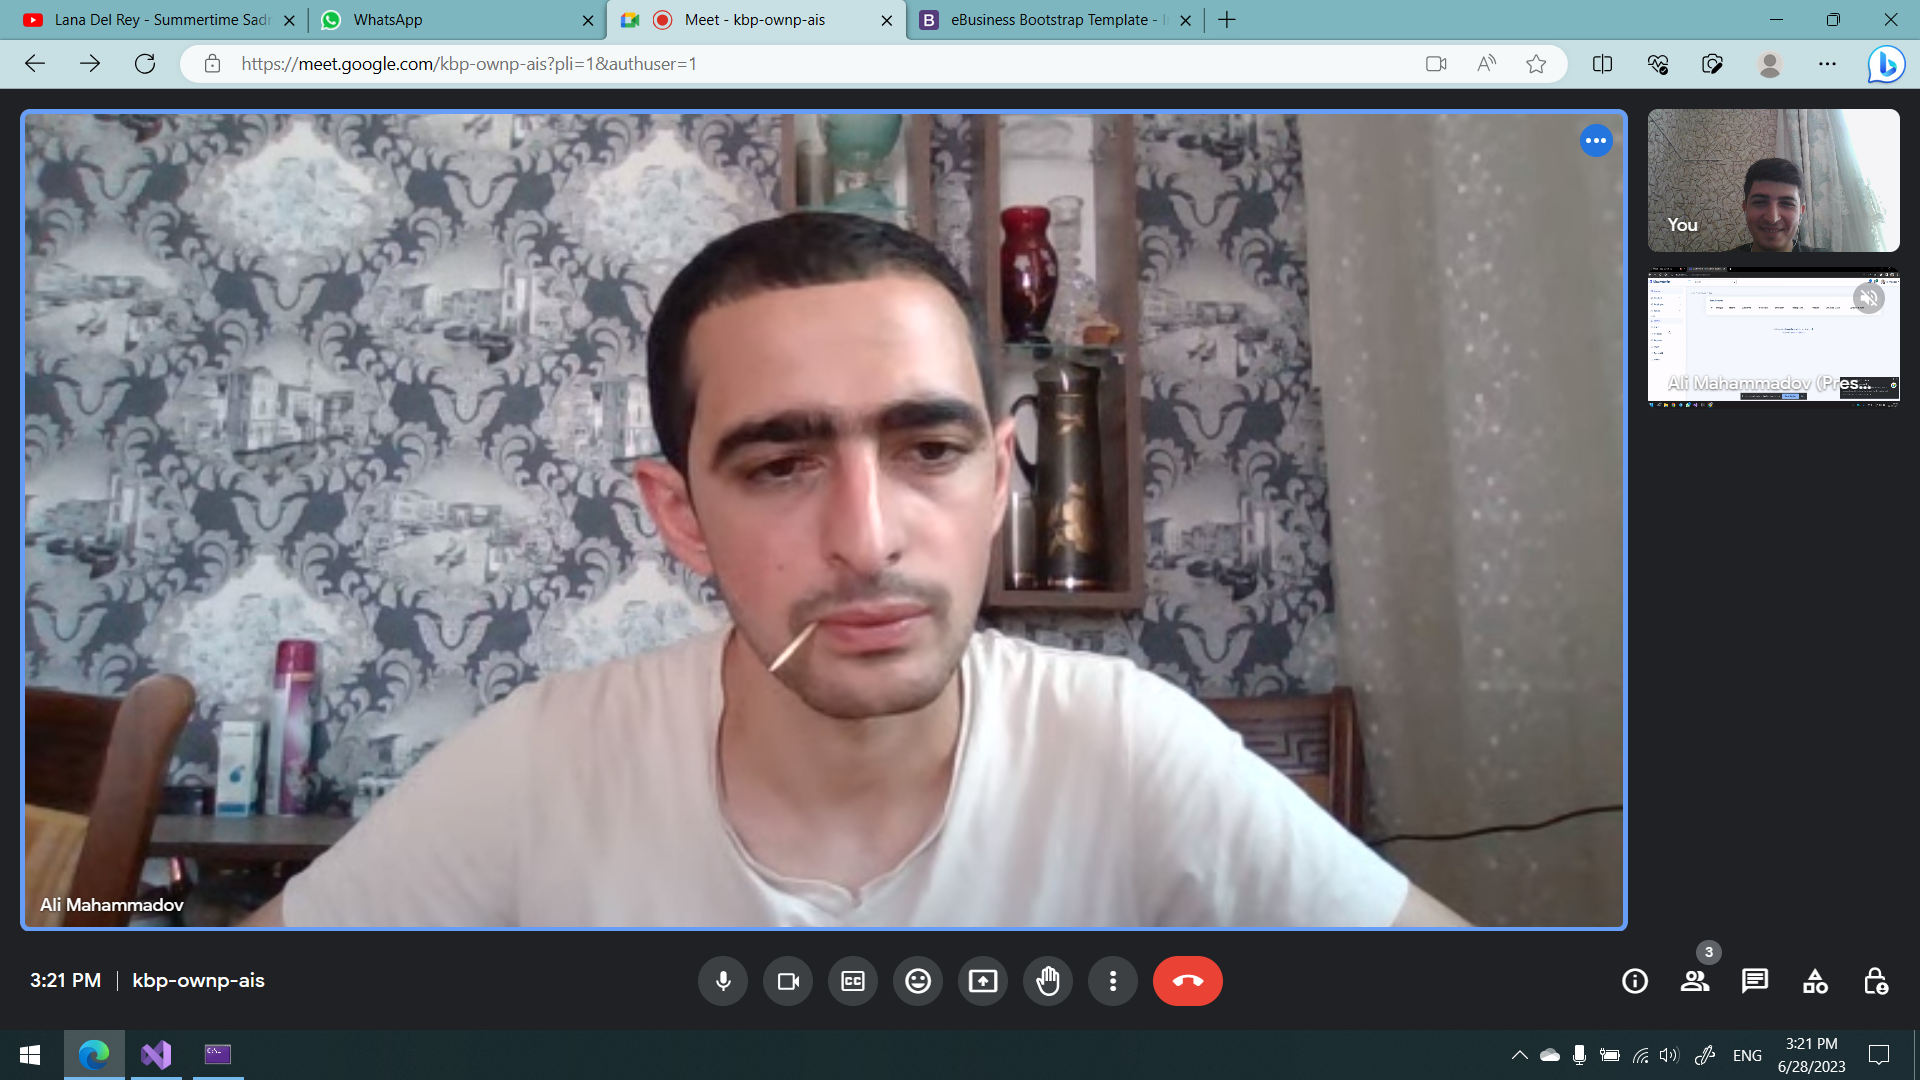 Lana Del Rey - Summertime Sad
WhatsApp
Meet - kbp-ownp-ais
eBusiness Bootstrap Template -
https://meet.google.com/kbp-ownp-ais?pli=1&authuser=1
You
Ali Mahammadov (Pres...
Ali Mahammadov
3:21 PM
kbp-ownp-ais
3
ENG
3:21 PM
6/28/2023